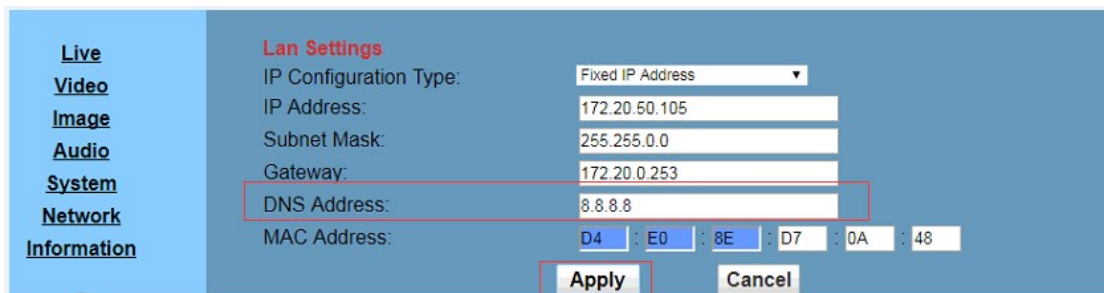 Live
Video
Image
Audio
System
Network
Information
Lan Settings
IP Configuration Type: Fixed IP Address
IP Address: 172.20.50.105
Subnet Mask: 255.255.0.0
Gateway: 172.20.0.253
DNS Address: 8.8.8.8
MAC Address: D4 : E0 : 8E : D7 : 0A : 48
Apply Cancel